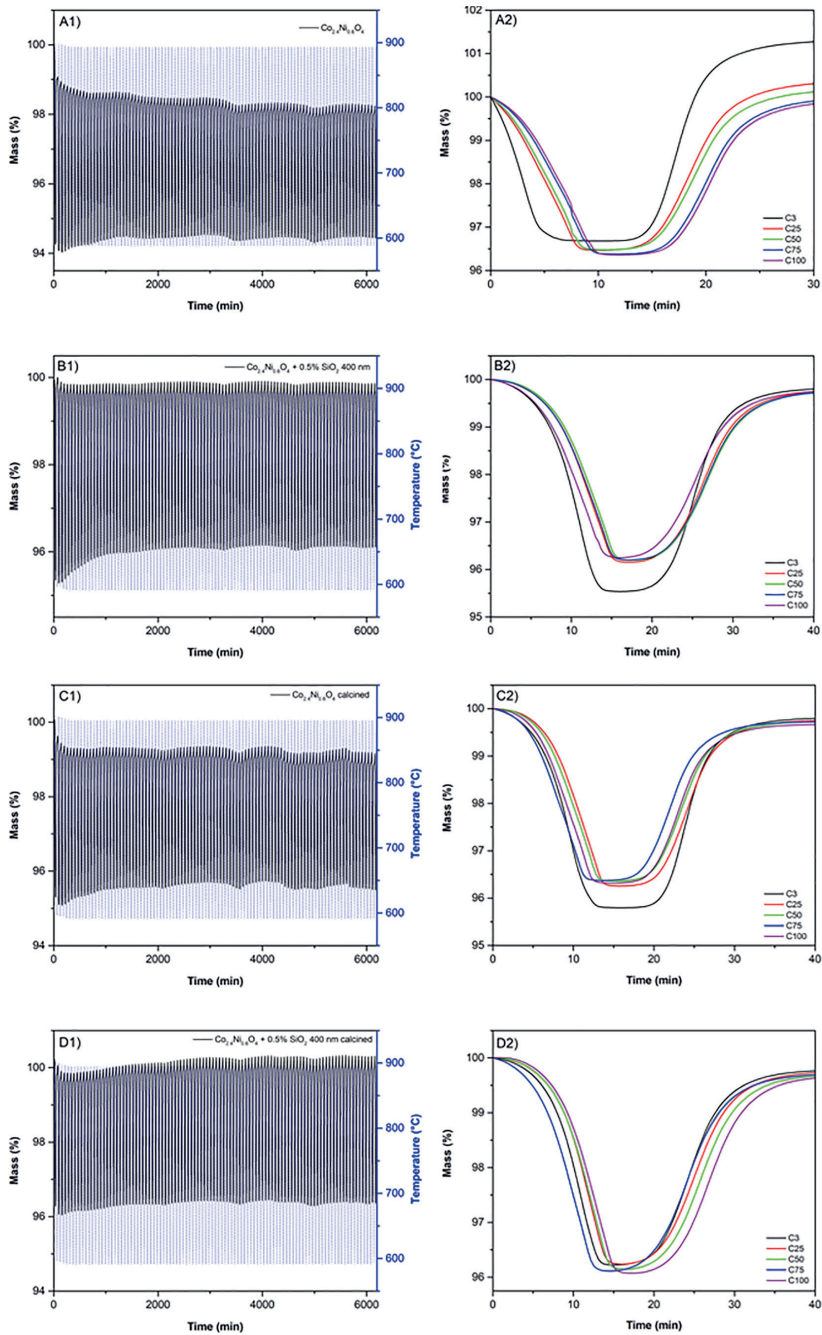 A1)
Co2.4Ni0.6O4
100
98
96
94
Mass (%)
900
800
700
600
0
2000
4000
6000
Time (min)
A2)
102
101
100
99
98
97
96
Mass (%)
C3
C25
C50
C75
C100
0
10
20
30
Time (min)
B1)
Co2.4Ni0.6O4 + 0.5% SiO2 400 nm
100
98
96
Mass (%)
900
800
700
600
Temperature (°C)
0
2000
4000
6000
Time (min)
B2)
100
99
98
97
96
95
Mass (%)
C3
C25
C50
C75
C100
0
10
20
30
40
Time (min)
C1)
Co2.4Ni0.6O4 calcined
100
98
96
94
Mass (%)
900
800
700
600
Temperature (°C)
0
2000
4000
6000
Time (min)
C2)
100
99
98
97
96
95
Mass (%)
C3
C25
C50
C75
C100
0
10
20
30
40
Time (min)
D1)
Co2.4Ni0.6O4 + 0.5% SiO2 400 nm calcined
100
98
96
94
Mass (%)
900
800
700
600
Temperature (°C)
0
2000
4000
6000
Time (min)
D2)
100
99
98
97
96
Mass (%)
C3
C25
C50
C75
C100
0
10
20
30
40
Time (min)